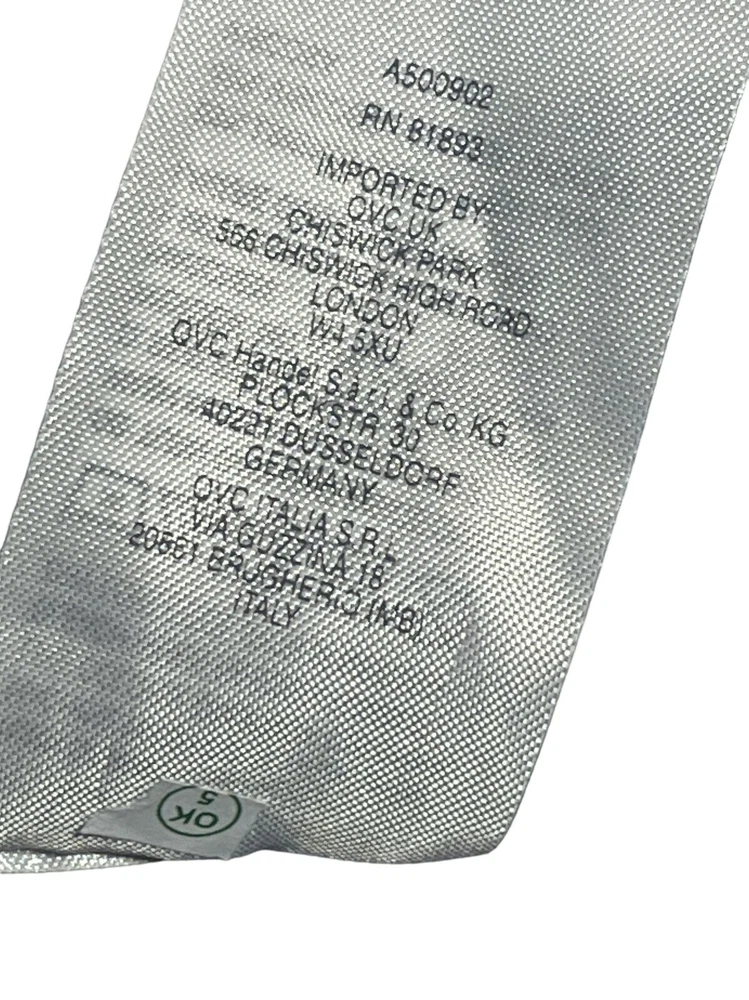 A500902
RN 81893
IMPORTED BY
QVC UK
CHISWICK PARK
566 CHISWICK HIGH ROAD
LONDON
W4 5XU
QVC Handel S.à r.l. & Co. KG
PLOCKSTR. 30
40221 DÜSSELDORF
GERMANY
QVC ITALIA S.R.L
VIA GUZZINA 18
20861 BRUGHERIO (MB)
ITALY
OK
5